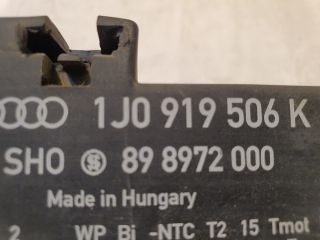 1J0 919 506 K
SHO 89 8972 000
Made in Hungary
2 WP Bi -NTC T2 15 Tmot